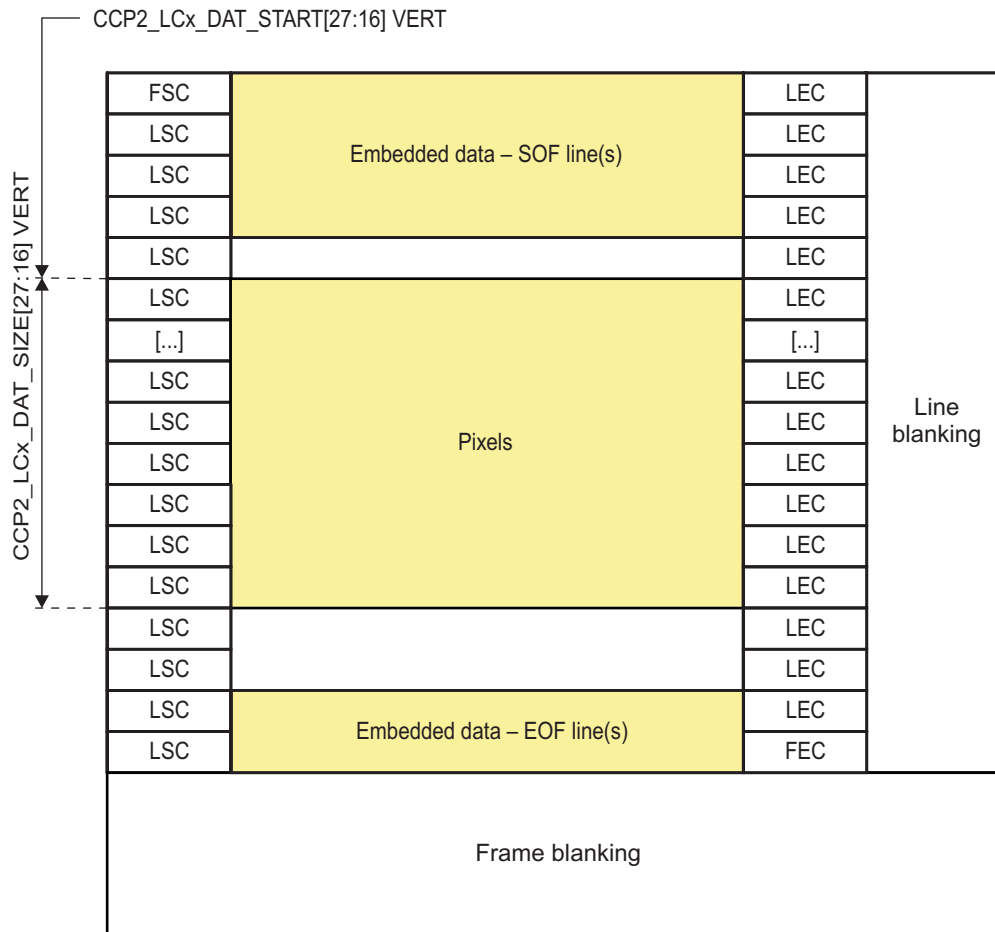 CCP2_LCx_DAT_START[27:16] VERT
FSC LEC
LSC LEC
Embedded data – SOF line(s)
LSC LEC
LSC LEC
LSC LEC
CCP2_LCx_DAT_SIZE[27:16] VERT
LSC LEC
[...] [...]
LSC LEC
LSC LEC
Line
blanking
Pixels
LSC LEC
LSC LEC
LSC LEC
LSC LEC
LSC LEC
LSC LEC
LSC LEC
Embedded data – EOF line(s)
LSC FEC
Frame blanking